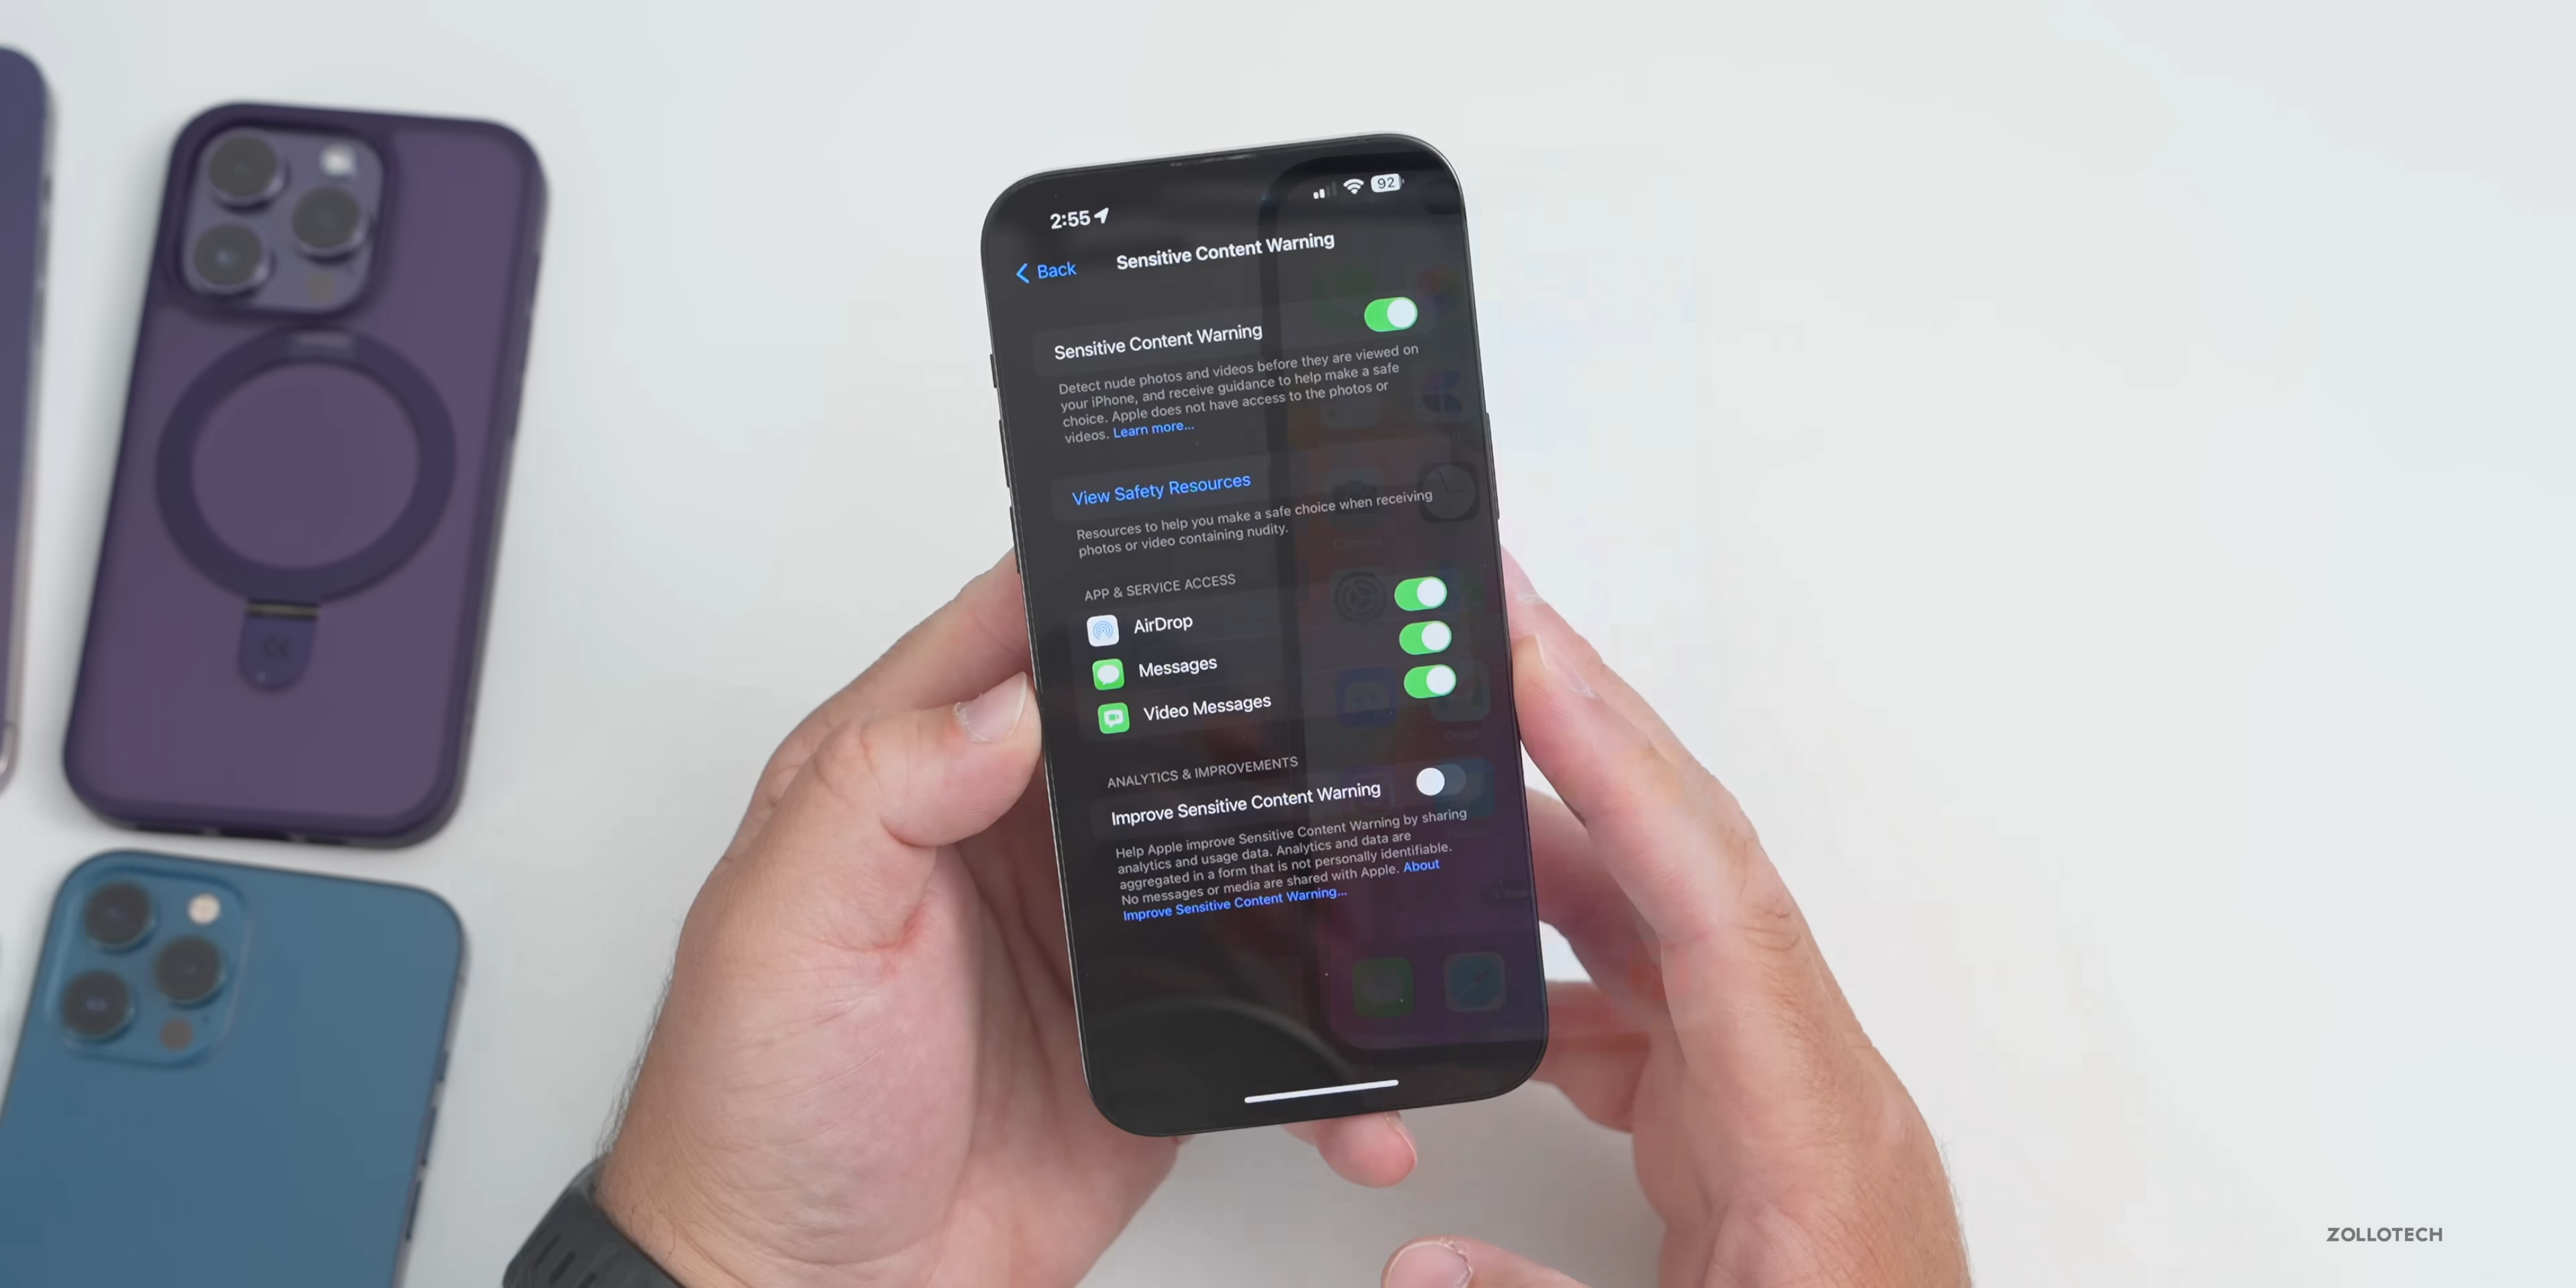 2:55
92
Back
Sensitive Content Warning
Sensitive Content Warning
Detect nude photos and videos before they are viewed on
your iPhone, and receive guidance to help make a safe
choice. Apple does not have access to the photos or
videos. Learn more...
View Safety Resources
Resources to help you make a safe choice when receiving
photos or video containing nudity.
APP & SERVICE ACCESS
AirDrop
Messages
Video Messages
ANALYTICS & IMPROVEMENTS
Improve Sensitive Content Warning
Help Apple improve Sensitive Content Warning by sharing
analytics and usage data. Analytics and data are
aggregated in a form that is not personally identifiable.
No messages or media are shared with Apple. About
Improve Sensitive Content Warning...
ZOLLOTECH